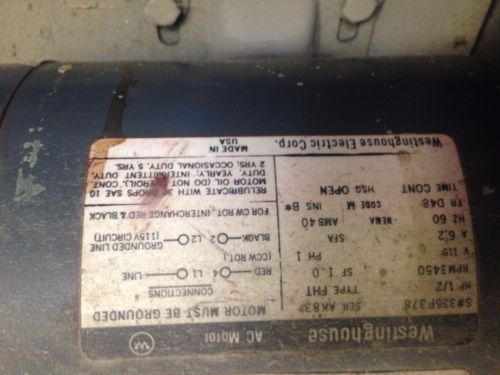 Westinghouse AC Motor W
S#325P378 SER AK83 MOTOR MUST BE GROUNDED
HP 1/2 TYPE FHT
RPM3450 SF 1.0
V 115 PH 1
A 6.2 SFA
HZ 60 AMB 40
FR D48 NEMA CODE M INS B*
TIME CONT HSG OPEN
CONNECTIONS
RED 4 L1 LINE
(CCW ROT.)
BLACK 2 L2 GROUNDED LINE
(115V CIRCUIT)
FOR CW ROT. INTERCHANGE RED & BLACK
RELUBRICATE WITH DROPS SAE 10
MOTOR OIL (DO NOT OVEROIL), CONT.
DUTY, YEARLY, INTERMITTENT DUTY,
2 YRS, OCCASIONAL DUTY, 5 YRS.
Westinghouse Electric Corp.
MADE IN
USA